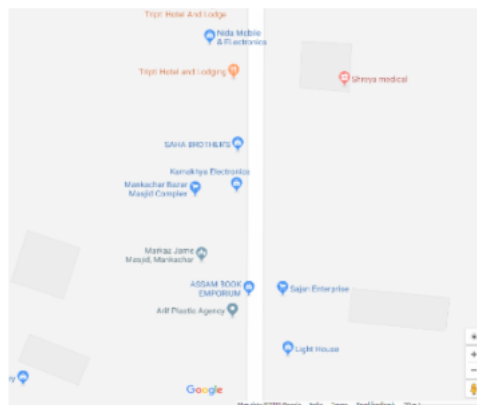 Tripti Hotel And Lodge
Nida Mobile
& Electronics
Tripti Hotel and Lodging
Shreya medical
SAHA BROTHERS
Kamakhya Electronics
Mankachar Bazar
Masjid Complex
Markaz Jame
Masjid, Mankachar
ASSAM BOOK
EMPORIUM
Sajan Enterprise
Arif Plastic Agency
Light House
Google